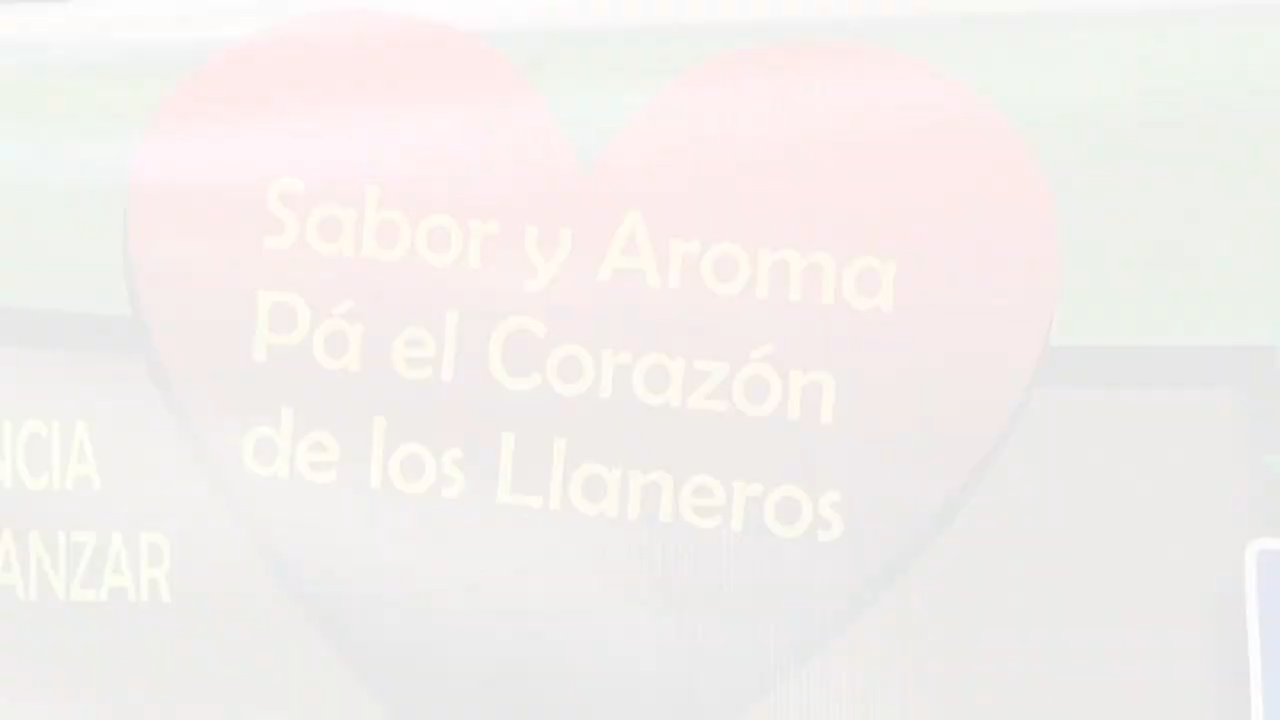 Sabor y Aroma
Pá el Corazón
de los Llaneros
NCIA
ANZAR